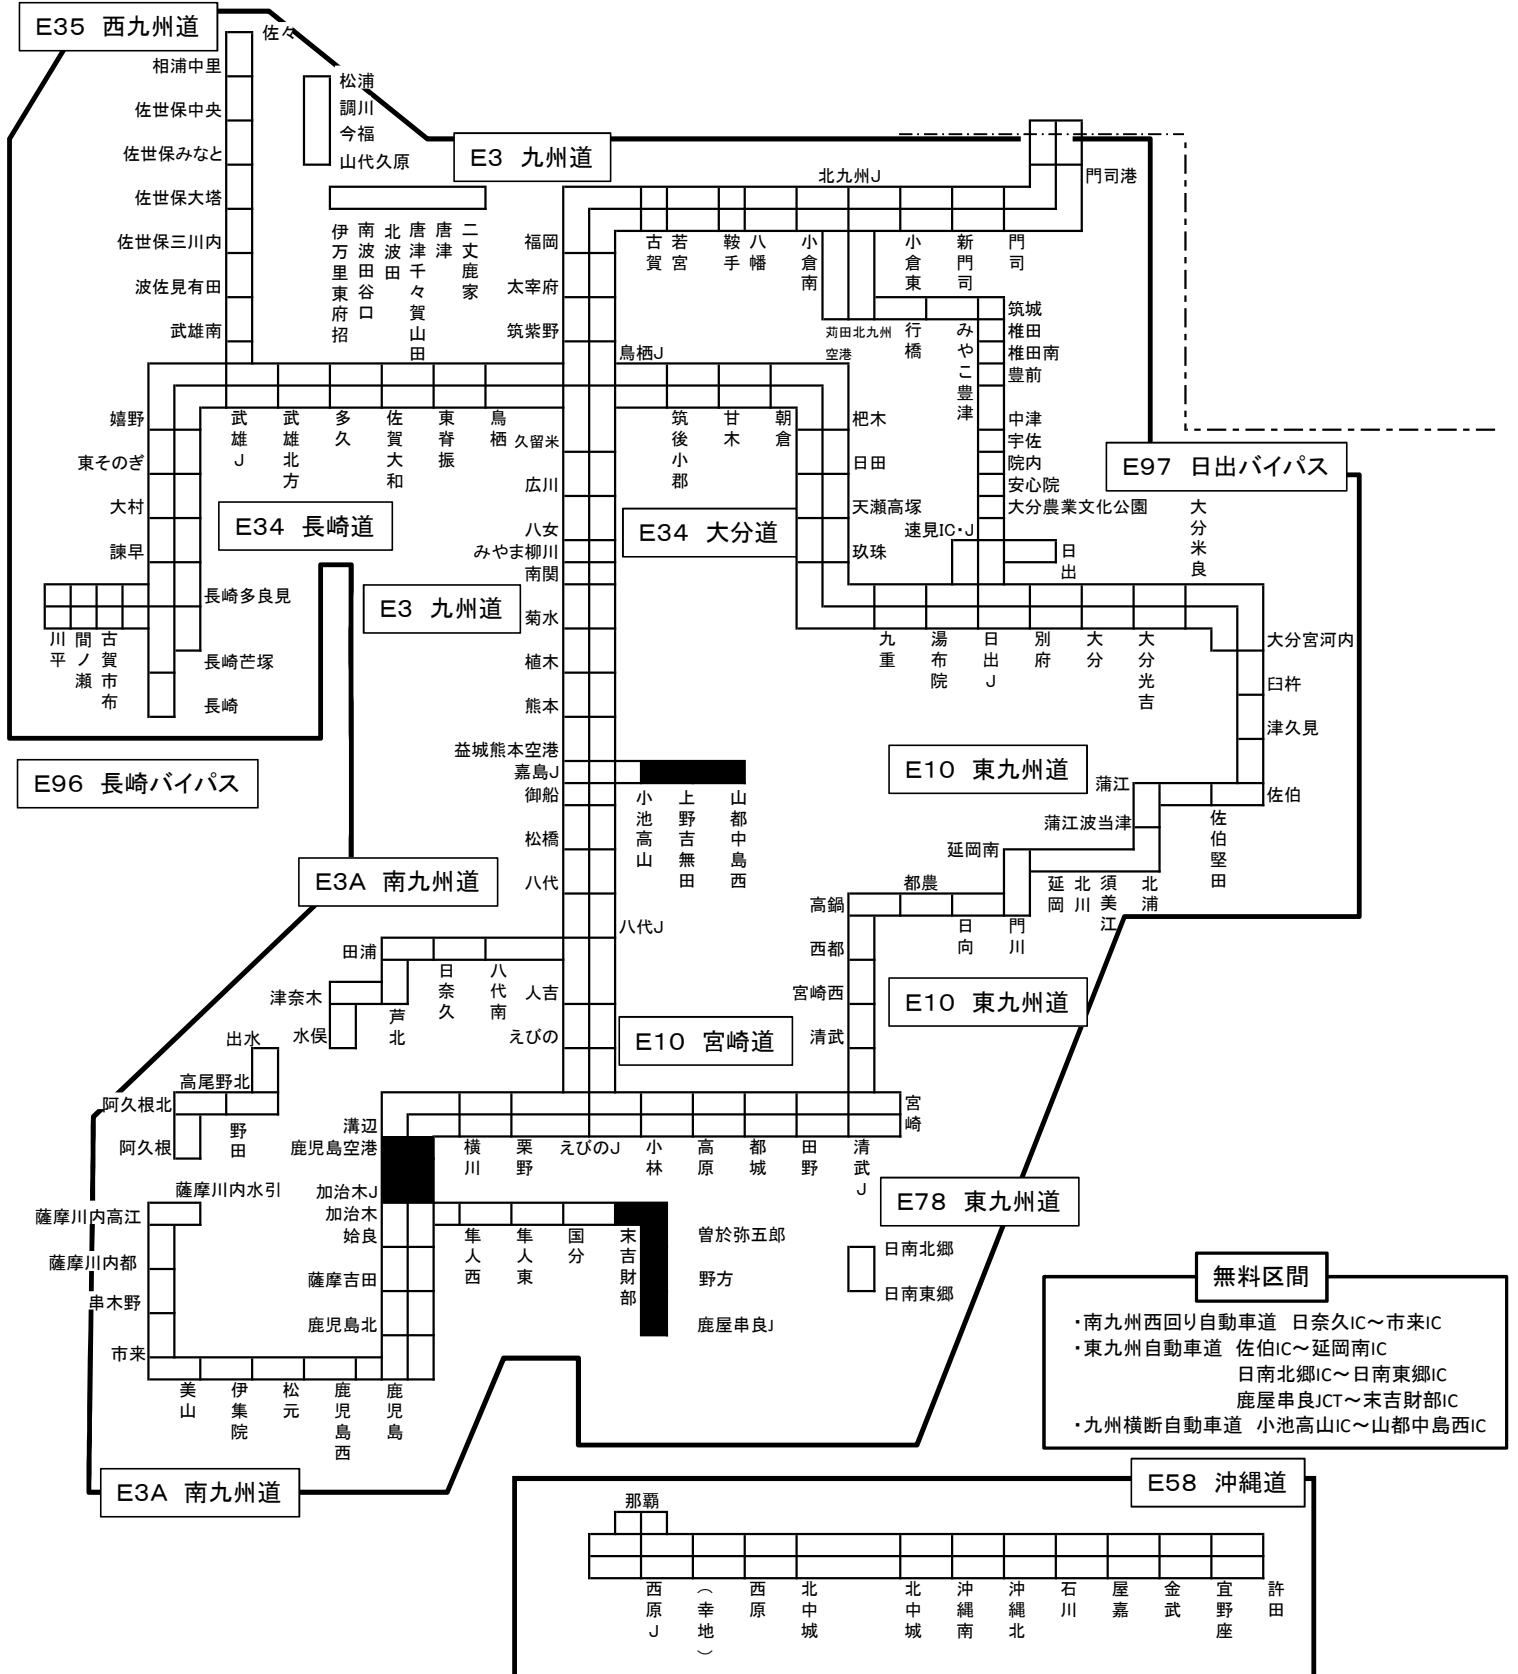 E35 西九州道
佐々
相浦中里
佐世保中央
佐世保みなと
佐世保大塔
佐世保三川内
波佐見有田
武雄南
松浦
調川
今福
山代久原
伊万里東府招
南波田谷口
北波田
唐津千々賀山田
唐津
二丈鹿家
E3 九州道
北九州J
門司港
福岡
太宰府
筑紫野
古賀
若宮
鞍手
八幡
小倉南
小倉東
新門司
門司
苅田北九州
空港
行橋
みやこ豊津
筑城
椎田
椎田南
豊前
中津
宇佐
院内
安心院
大分農業文化公園
速見IC・J
日出
鳥栖J
嬉野
東そのぎ
大村
諫早
武雄J
武雄北方
多久
佐賀大和
東脊振
鳥栖
久留米
広川
八女
みやま柳川
南関
菊水
植木
熊本
益城熊本空港
嘉島J
御船
松橋
八代
筑後小郡
甘木
朝倉
杷木
日田
天瀬高塚
玖珠
E97 日出バイパス
大分米良
E34 長崎道
E34 大分道
E3 九州道
長崎多良見
川平
間ノ瀬
古賀市布
長崎芒塚
長崎
九重
湯布院
日出J
別府
大分
大分光吉
大分宮河内
臼杵
津久見
佐伯
E96 長崎バイパス
小池高山
上野吉無田
山都中島西
E10 東九州道
蒲江
蒲江波当津
佐伯堅田
延岡南
延岡
北川
須美江
北浦
E3A 南九州道
都農
高鍋
日向
門川
西都
宮崎西
清武
E10 東九州道
八代J
田浦
日奈久
八代南
津奈木
水俣
芦北
人吉
えびの
E10 宮崎道
出水
高尾野北
阿久根北
阿久根
野田
溝辺
鹿児島空港
横川
栗野
えびのJ
小林
高原
都城
田野
清武J
宮崎
薩摩川内水引
薩摩川内高江
薩摩川内都
串木野
市来
加治木J
加治木
姶良
薩摩吉田
鹿児島北
隼人西
隼人東
国分
末吉財部
曽於弥五郎
野方
鹿屋串良J
E78 東九州道
日南北郷
日南東郷
美山
伊集院
松元
鹿児島西
鹿児島
E3A 南九州道
無料区間
・南九州西回り自動車道 日奈久IC～市来IC
・東九州自動車道 佐伯IC～延岡南IC
日南北郷IC～日南東郷IC
鹿屋串良JCT～末吉財部IC
・九州横断自動車道 小池高山IC～山都中島西IC
E58 沖縄道
那覇
西原J
（幸地）
西原
北中城
北中城
沖縄南
沖縄北
石川
屋嘉
金武
宜野座
許田